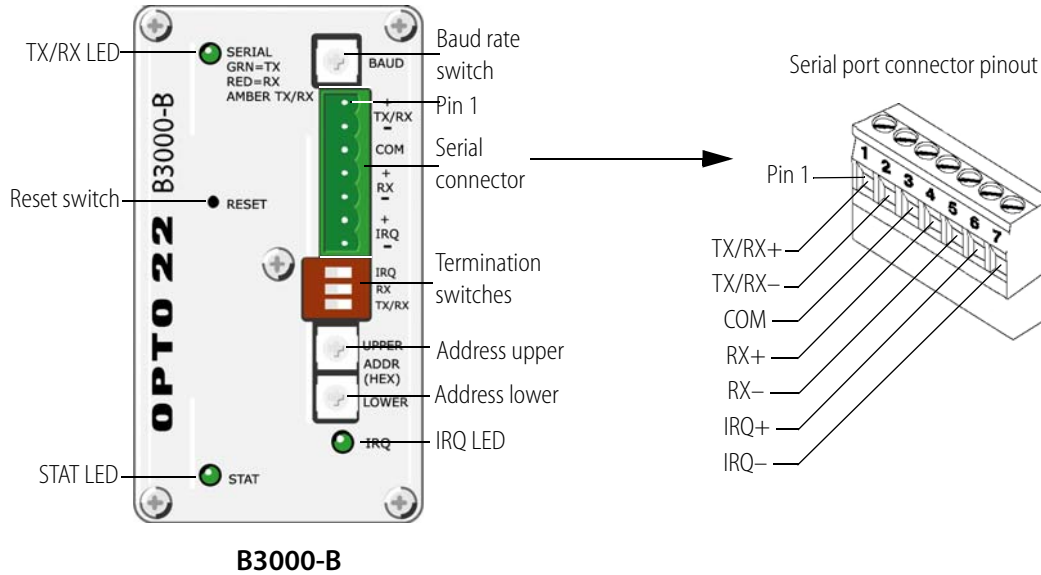 TX/RX LED
SERIAL
GRN=TX
RED=RX
AMBER TX/RX
BAUD
Baud rate
switch
Pin 1
+
TX/RX
–
COM
+
RX
–
+
IRQ
–
Serial
connector
Reset switch
RESET
B3000-B
OPTO 22
IRQ
RX
TX/RX
Termination
switches
UPPER
ADDR
(HEX)
LOWER
Address upper
Address lower
IRQ
IRQ LED
STAT LED
STAT
B3000-B
Serial port connector pinout
Pin 1
1 2 3 4 5 6 7
TX/RX+
TX/RX–
COM
RX+
RX–
IRQ+
IRQ–